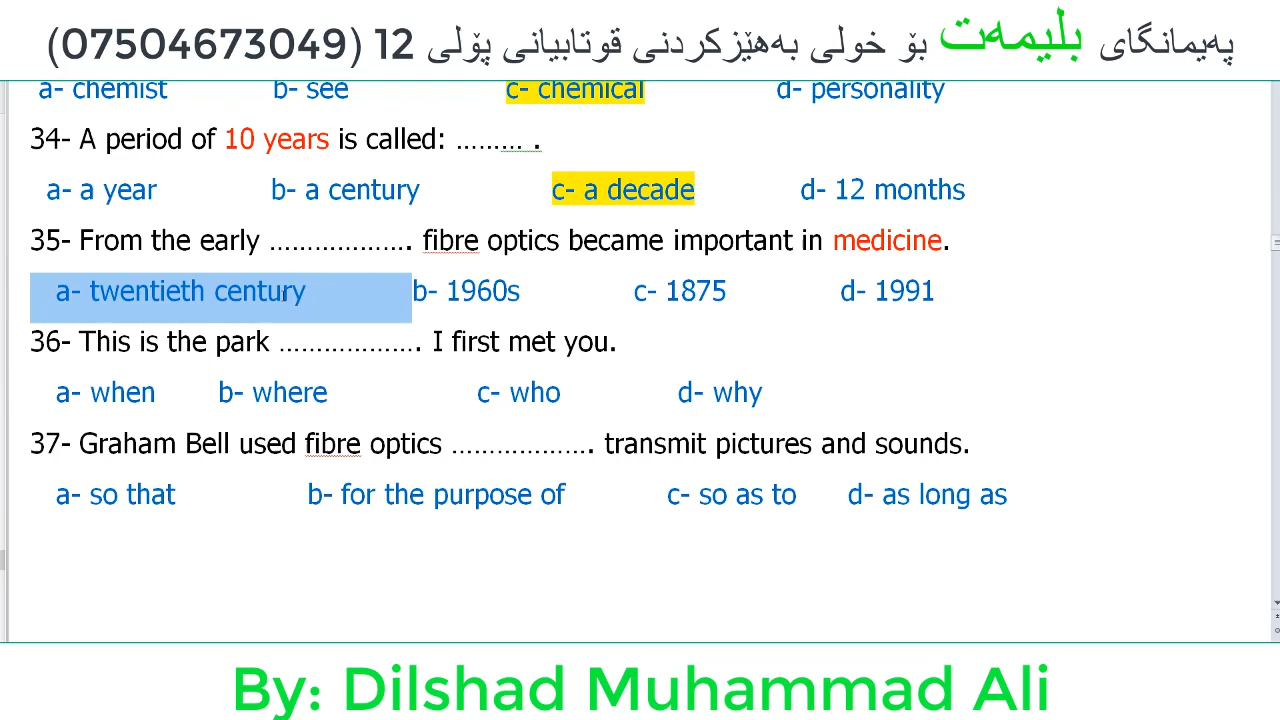 پەیمانگای بلیمەت بۆ خولی بەهێزکردنی قوتابیانی پۆلی 12 (07504673049)
a- chemist b- see c- chemical d- personality
34- A period of 10 years is called: ……… .
a- a year b- a century c- a decade d- 12 months
35- From the early ………………. fibre optics became important in medicine.
a- twentieth century b- 1960s c- 1875 d- 1991
36- This is the park ………………. I first met you.
a- when b- where c- who d- why
37- Graham Bell used fibre optics ………………. transmit pictures and sounds.
a- so that b- for the purpose of c- so as to d- as long as
By: Dilshad Muhammad Ali